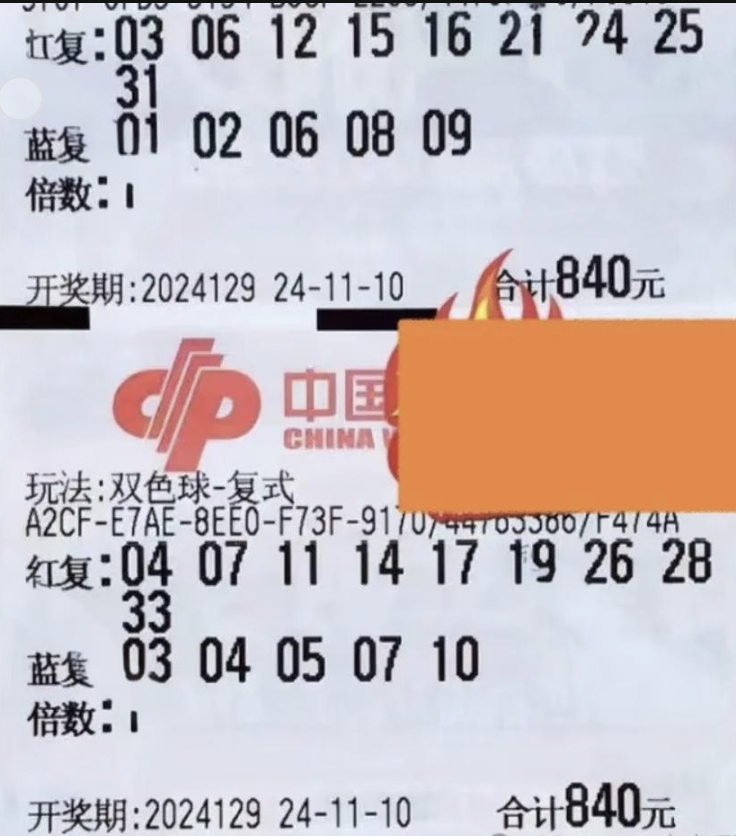 红复:03 06 12 15 16 21 24 25
31
蓝复 01 02 06 08 09
倍数:1
开奖期:2024129 24-11-10 合计840元
中国
CHINA
玩法:双色球-复式
A2CF-E7AE-8EE0-F73F-9170/44763386/F474A
红复:04 07 11 14 17 19 26 28
33
蓝复 03 04 05 07 10
倍数:1
开奖期:2024129 24-11-10 合计840元